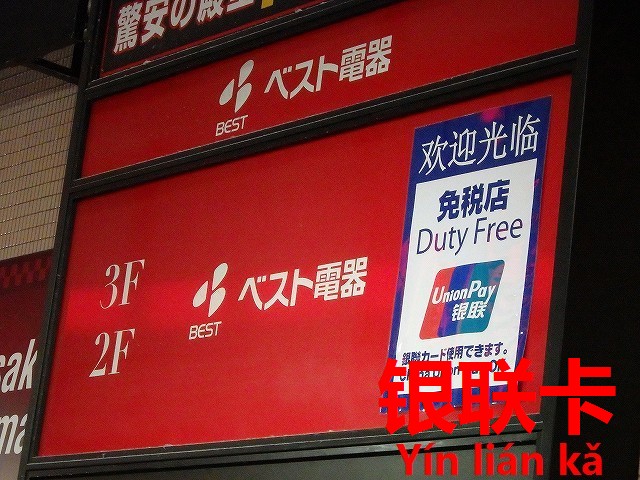 驚安の殿堂
BEST ベスト電器
欢迎光临
免税店
Duty Free
UnionPay
银联
銀聯カード使用できます。
3F
2F
BEST ベスト電器
银联卡
Yín lián kǎ